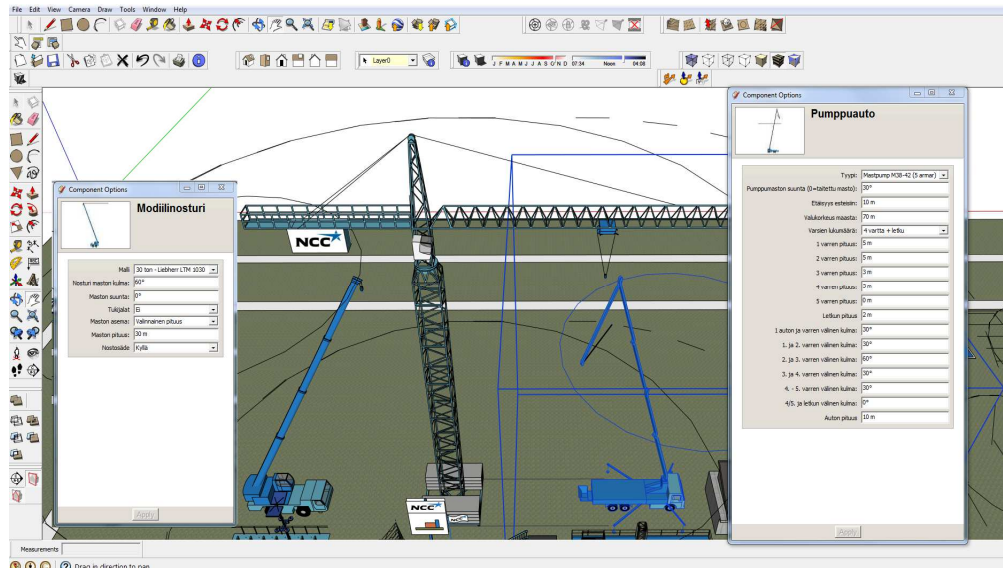 File Edit View Camera Draw Tools Window Help
Layer0
J F M A M J J A S O N D 07:34 Noon 04:08
Component Options
Pumppuauto
Tyypi: Mastpump M38-42 (5 armar)
Pumppumaston suunta (0=taitettu masto): 30°
Etäisyys esteisiin: 10 m
Valukorkeus maasta: 70 m
Varsien lukumäärä: 4 vartta + letku
1 varren pituus: 5 m
2 varren pituus: 5 m
3 varren pituus: 3 m
4 varren pituus: 3 m
5 varren pituus: 0 m
Letkun pituus 2 m
1 auton ja varren välinen kulma: 30°
1. ja 2. varren välinen kulma: 30°
2. ja 3. varren välinen kulma: 60°
3. ja 4. varren välinen kulma: 30°
4. - 5. varren välinen kulma: 30°
4/5. ja letkun välinen kulma: 0°
Auton pituus 10 m
Apply
Component Options
Modiilinosturi
Malli 30 ton - Liebherr LTM 1030
Nosturi maston kulma: 60°
Maston suunta: 0°
Tukijalat Ei
Maston asema: Valinnainen pituus
Maston pituus: 30 m
Nostosäde Kyllä
Apply
NCC
NCC
NCC
Measurements
Drag in direction to pan